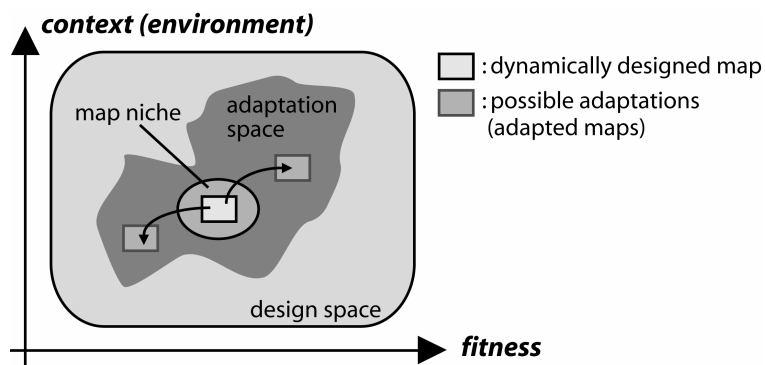 context (environment)
map niche
adaptation
space
design space
fitness
: dynamically designed map
: possible adaptations
(adapted maps)